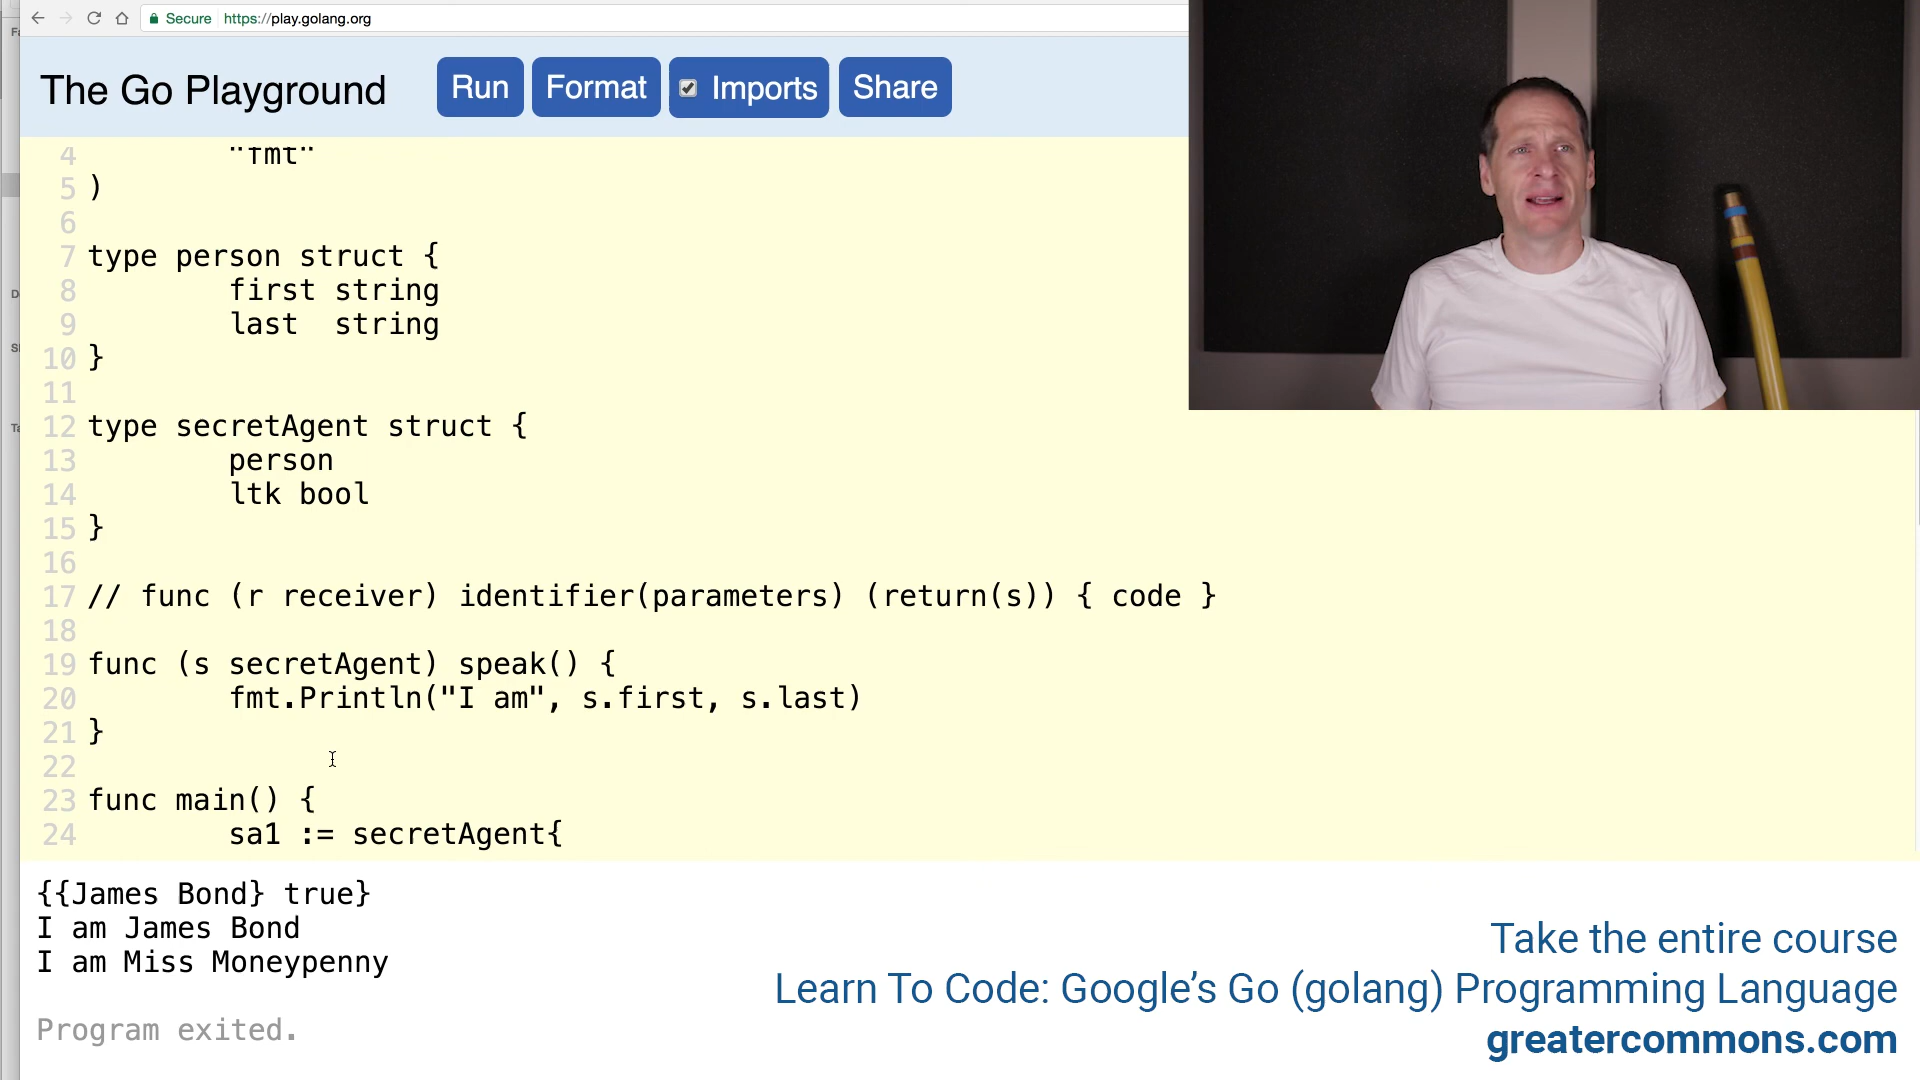 Secure https://play.golang.org
The Go Playground Run Format Imports Share
4 "fmt"
5 )
6
7 type person struct {
8 first string
9 last  string
10 }
11
12 type secretAgent struct {
13 person
14 ltk bool
15 }
16
17 // func (r receiver) identifier(parameters) (return(s)) { code }
18
19 func (s secretAgent) speak() {
20 fmt.Println("I am", s.first, s.last)
21 }
22
23 func main() {
24 sa1 := secretAgent{
{{James Bond} true}
I am James Bond
I am Miss Moneypenny
Program exited.
Take the entire course
Learn To Code: Google’s Go (golang) Programming Language
greatercommons.com